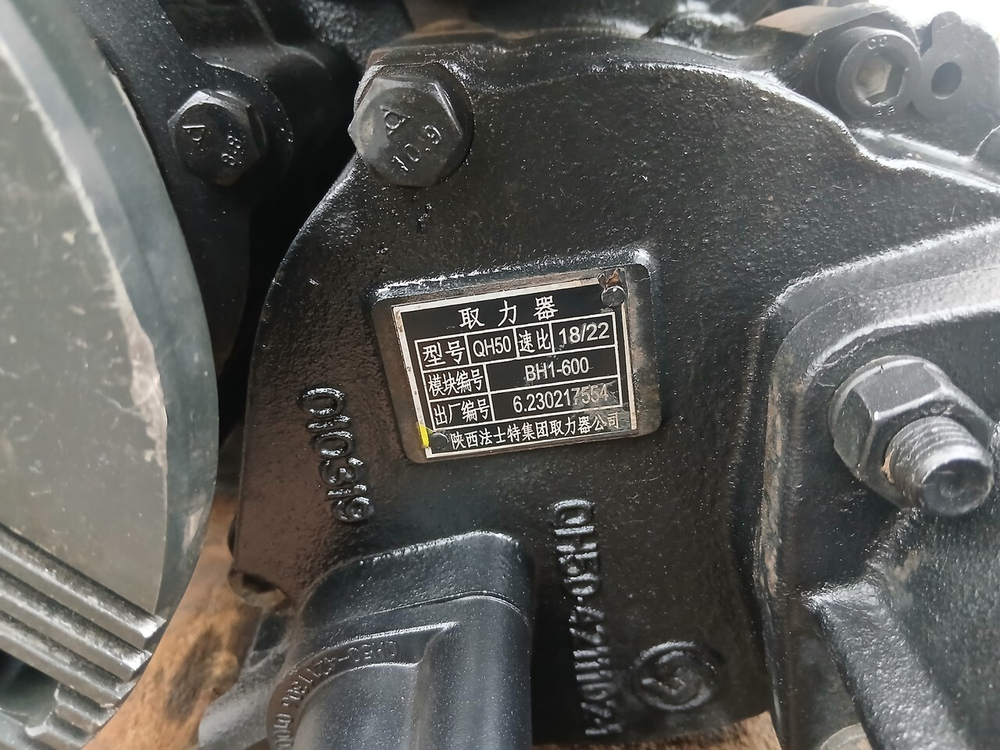 8.8
10.9
取力器
型号 QH50 速比 18/22
模块编号 BH1-600
出厂编号 6.230217554
陕西法士特集团取力器公司
010319